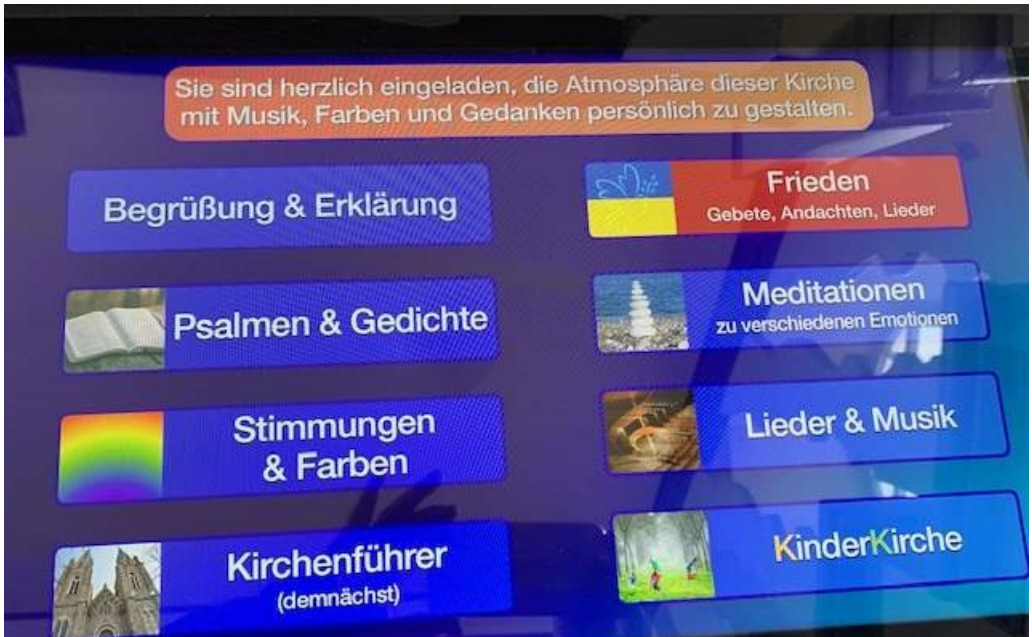 Sie sind herzlich eingeladen, die Atmosphäre dieser Kirche
mit Musik, Farben und Gedanken persönlich zu gestalten.
Begrüßung & Erklärung
Frieden
Gebete, Andachten, Lieder
Psalmen & Gedichte
Meditationen
zu verschiedenen Emotionen
Stimmungen
& Farben
Lieder & Musik
Kirchenführer
(demnächst)
KinderKirche